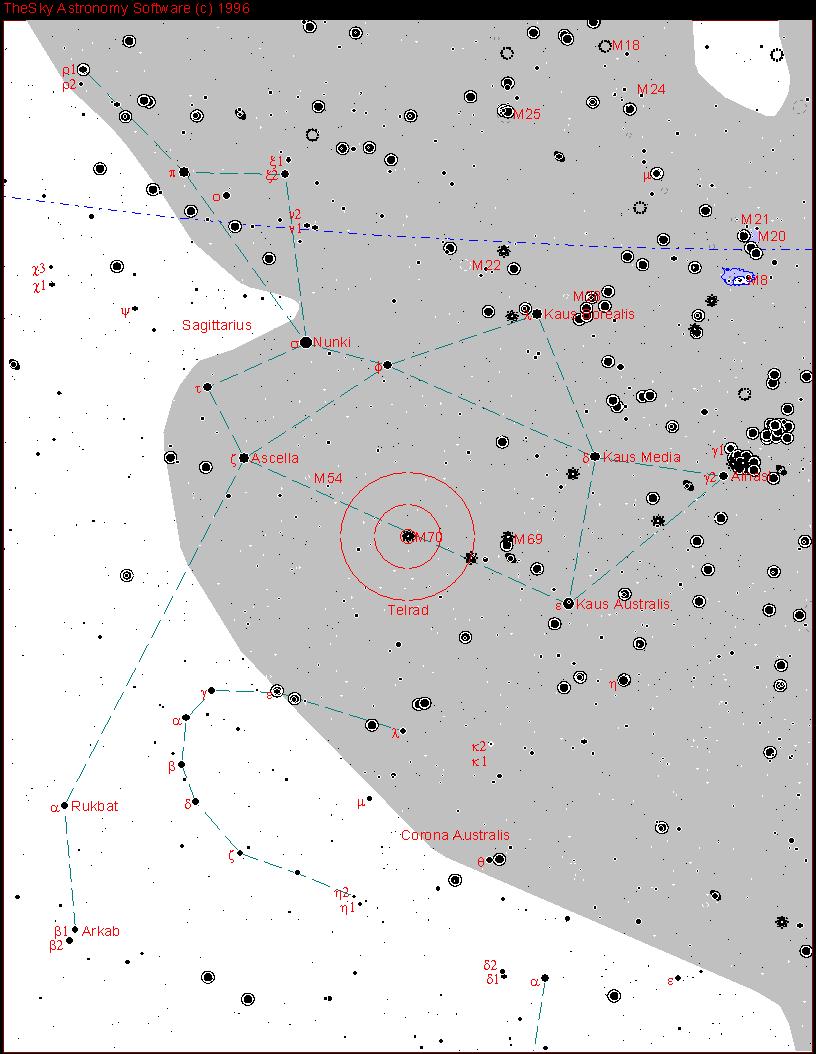 TheSky Astronomy Software (c) 1996
M18
ρ1
ρ2
M24
M25
ξ1
ξ2
π
μ
ο
ν2
ν1
M21
M20
M22
χ3
χ1
M8
ψ
Sagittarius
Kaus Borealis
σ Nunki
φ
τ
γ1
ζ Ascella
δ Kaus Media
γ2
M54
M70
M69
Telrad
ε Kaus Australis
η
γ
ε
α
χ
κ2
κ1
β
μ
δ
α Rukbat
Corona Australis
ζ
θ
η2
η1
β1 Arkab
β2
δ2
δ1
α
ε